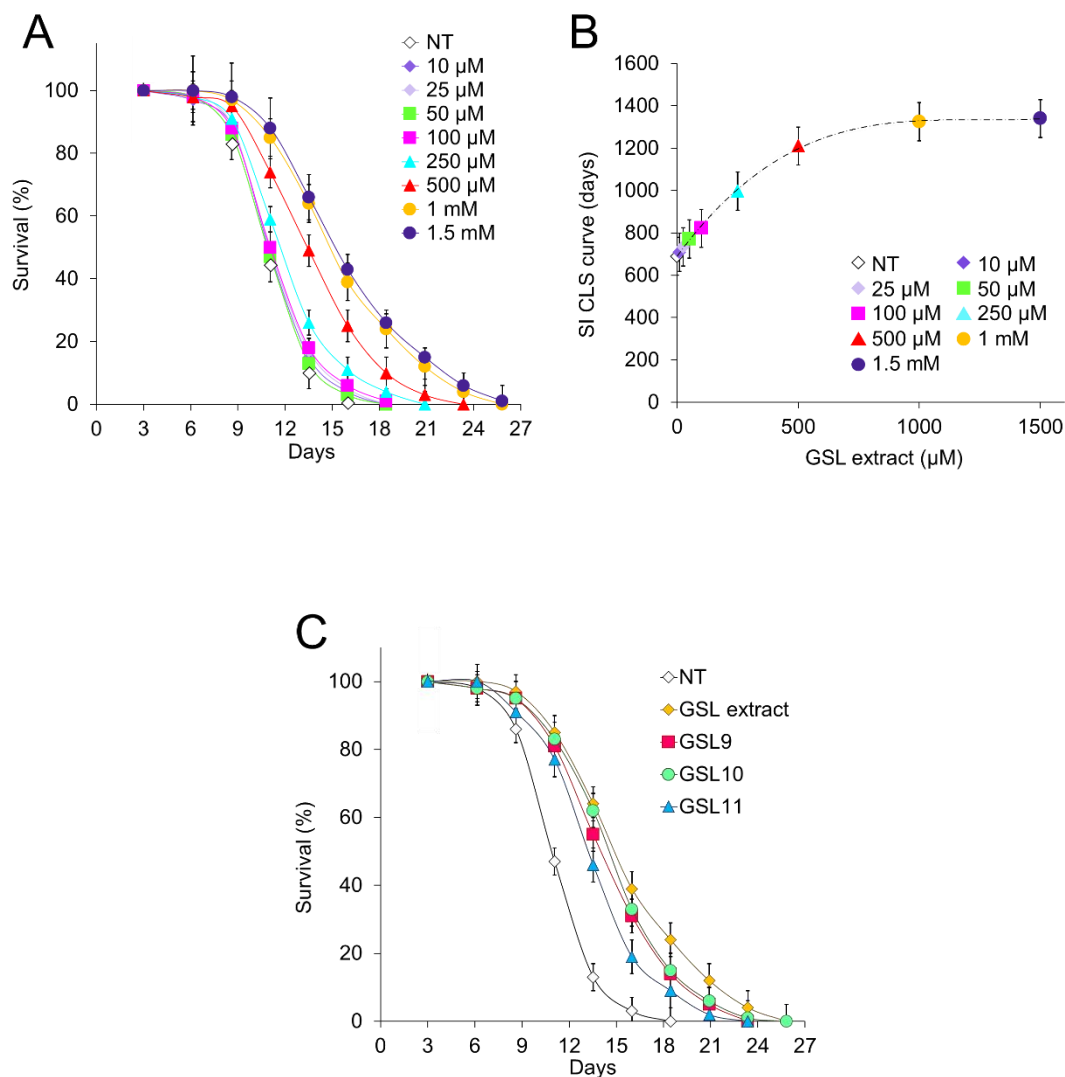 A
NT
10 µM
25 µM
50 µM
100 µM
250 µM
500 µM
1 mM
1.5 mM
Survival (%)
100
80
60
40
20
0
0 3 6 9 12 15 18 21 24 27
Days
B
SI CLS curve (days)
1600
1400
1200
1000
800
600
400
200
0
NT 10 µM
25 µM 50 µM
100 µM 250 µM
500 µM 1 mM
1.5 mM
0 500 1000 1500
GSL extract (µM)
C
NT
GSL extract
GSL9
GSL10
GSL11
Survival (%)
100
80
60
40
20
0
0 3 6 9 12 15 18 21 24 27
Days